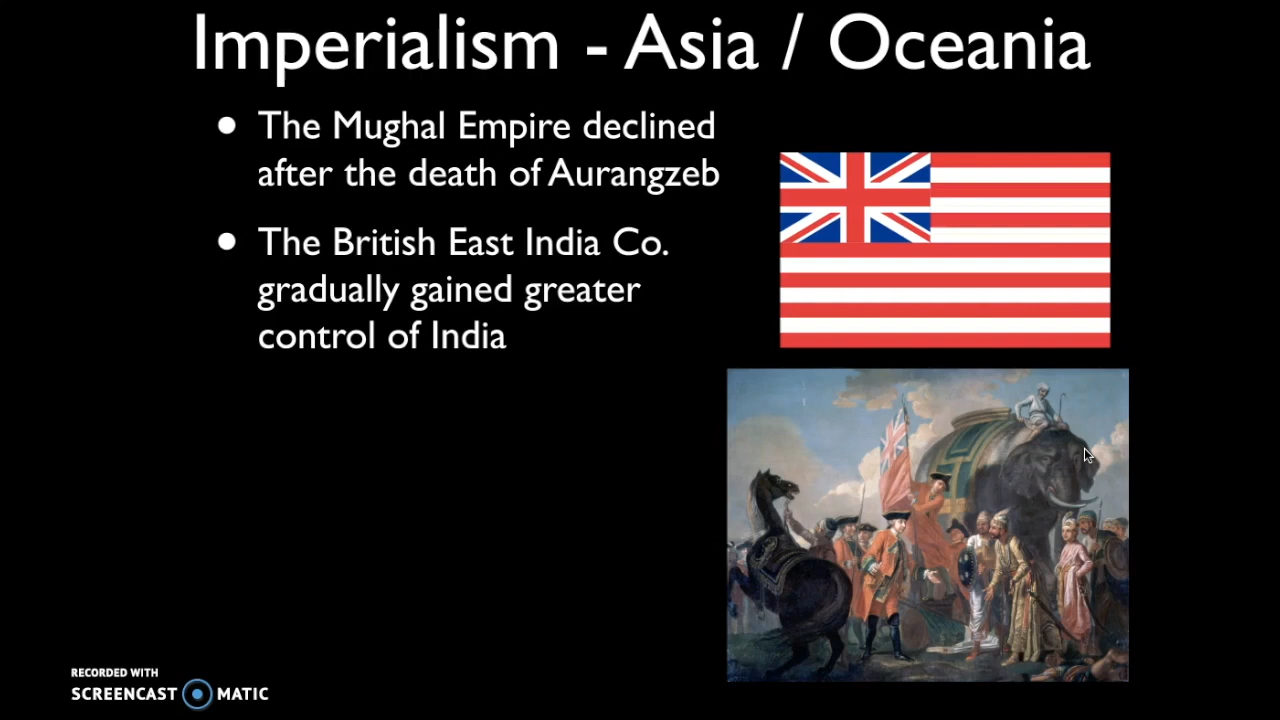 Imperialism - Asia / Oceania
• The Mughal Empire declined
after the death of Aurangzeb
• The British East India Co.
gradually gained greater
control of India
RECORDED WITH
SCREENCAST MATIC